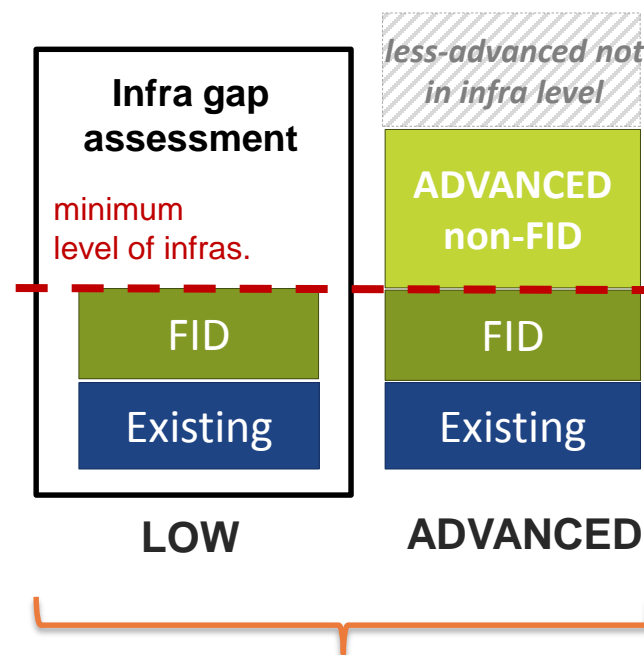 Infra gap
assessment
minimum
level of infras.
FID
Existing
LOW
less-advanced not
in infra level
ADVANCED
non-FID
FID
Existing
ADVANCED